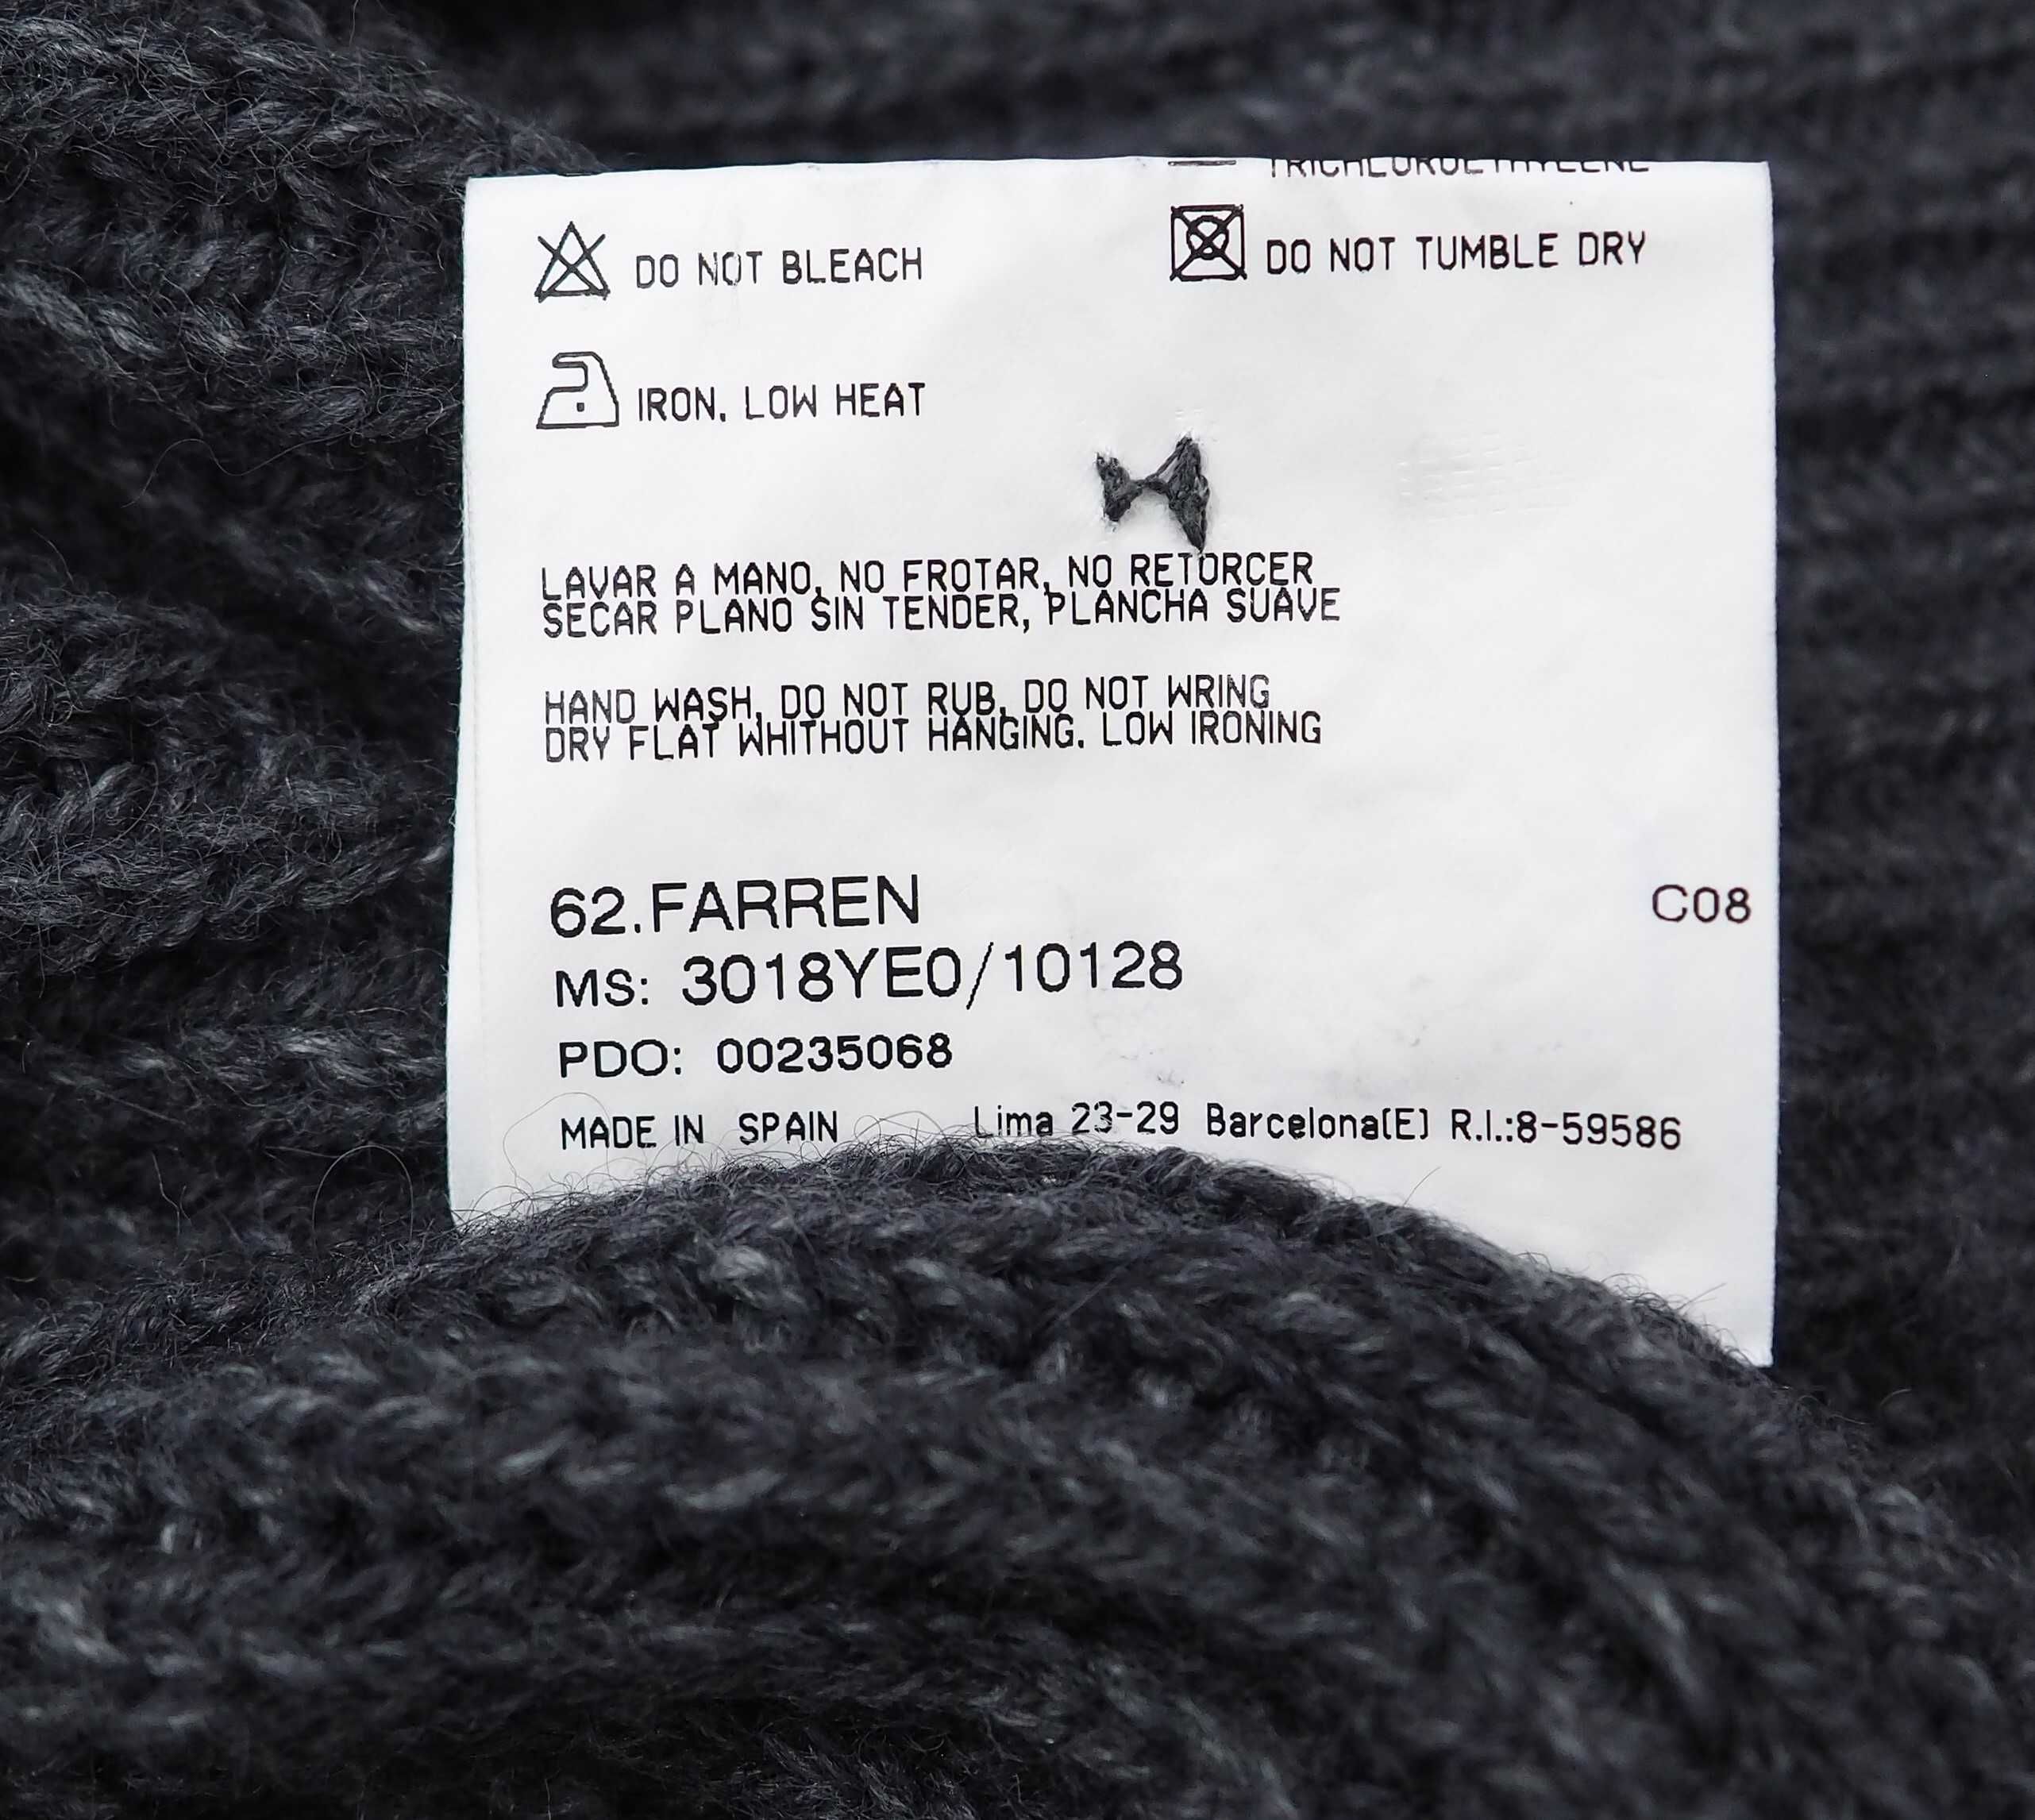 TRICHLOROETHYLENE
DO NOT BLEACH
DO NOT TUMBLE DRY
IRON, LOW HEAT
LAVAR A MANO, NO FROTAR, NO RETORCER
SECAR PLANO SIN TENDER, PLANCHA SUAVE
HAND WASH, DO NOT RUB, DO NOT WRING
DRY FLAT WHITHOUT HANGING. LOW IRONING
62.FARREN
C08
MS: 3018YE0/10128
PDO: 00235068
MADE IN SPAIN Lima 23-29 Barcelona(E) R.I.:8-59586